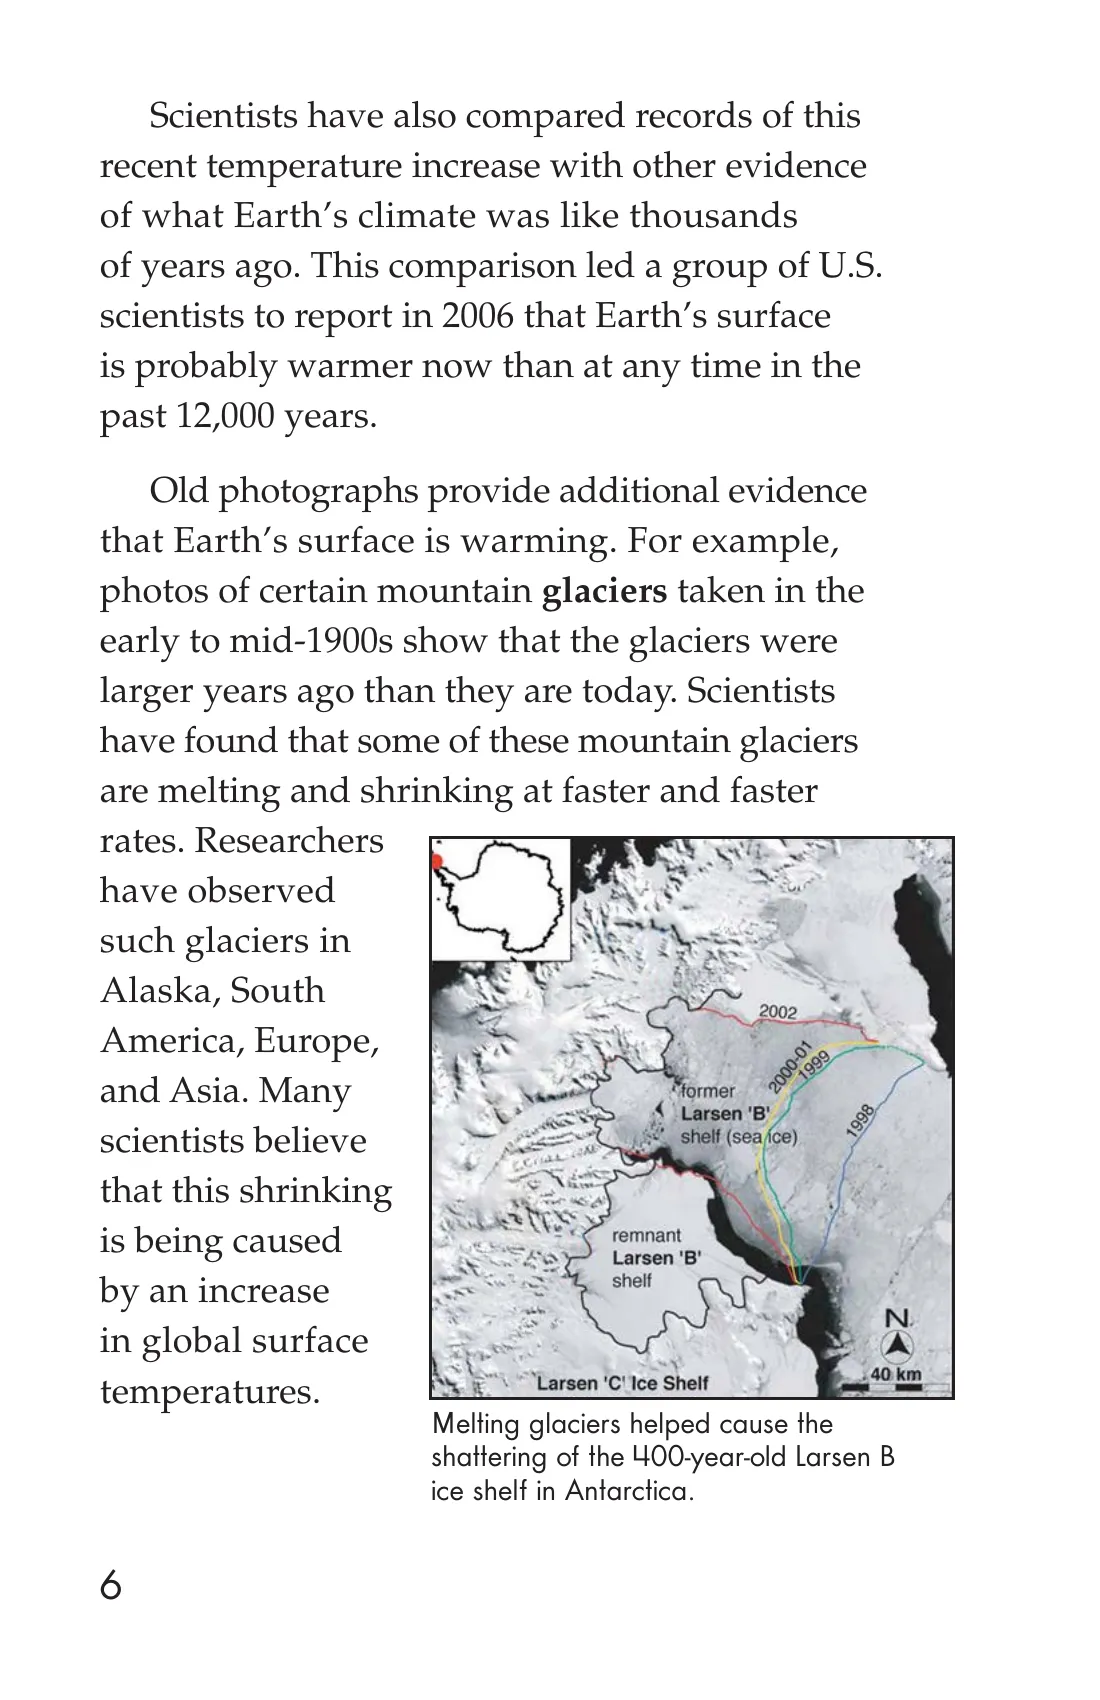 Scientists have also compared records of this
recent temperature increase with other evidence
of what Earth’s climate was like thousands
of years ago. This comparison led a group of U.S.
scientists to report in 2006 that Earth’s surface
is probably warmer now than at any time in the
past 12,000 years.
Old photographs provide additional evidence
that Earth’s surface is warming. For example,
photos of certain mountain glaciers taken in the
early to mid-1900s show that the glaciers were
larger years ago than they are today. Scientists
have found that some of these mountain glaciers
are melting and shrinking at faster and faster
rates. Researchers
have observed
such glaciers in
Alaska, South
America, Europe,
and Asia. Many
scientists believe
that this shrinking
is being caused
by an increase
in global surface
temperatures.
2002
2000-01
1999
1998
former
Larsen 'B'
shelf (sea ice)
remnant
Larsen 'B'
shelf
N
40 km
Larsen 'C' Ice Shelf
Melting glaciers helped cause the
shattering of the 400-year-old Larsen B
ice shelf in Antarctica.
6